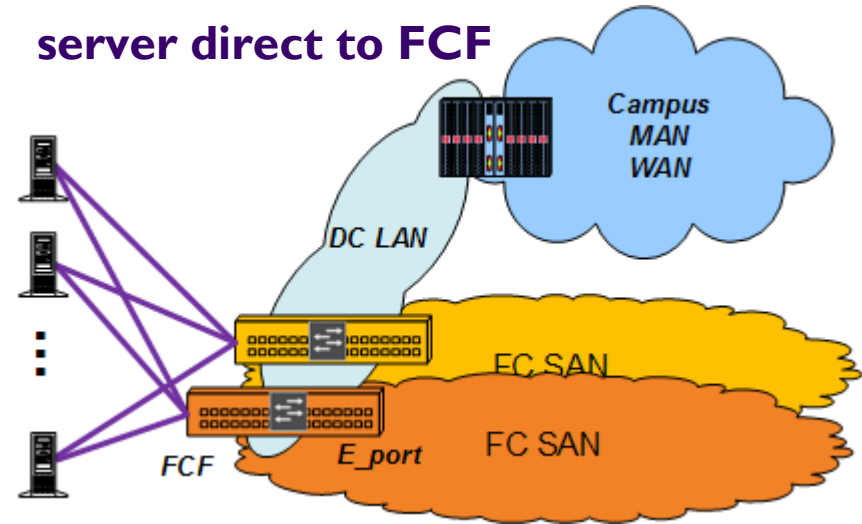 server direct to FCF
Campus
MAN
WAN
DC LAN
FC SAN
FCF
E_port
FC SAN